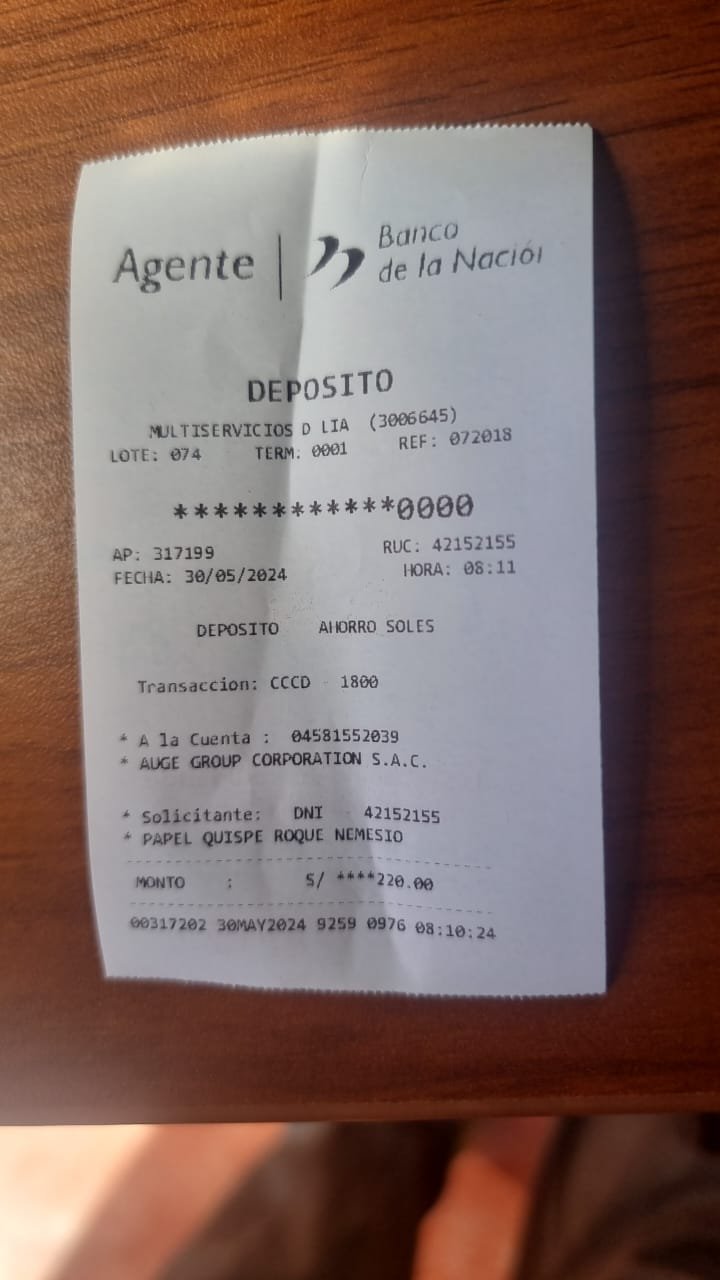 Agente | Banco
de la Nación
DEPOSITO
MULTISERVICIOS D LIA (3006645)
LOTE: 074 TERM: 0001 REF: 072018
************0000
AP: 317199 RUC: 42152155
FECHA: 30/05/2024 HORA: 08:11
DEPOSITO AHORRO SOLES
Transaccion: CCCD - 1800
* A la Cuenta : 04581552039
* AUGE GROUP CORPORATION S.A.C.
* Solicitante: DNI - 42152155
* PAPEL QUISPE ROQUE NEMESIO
MONTO : S/ ****220.00
00317202 30MAY2024 9259 0976 08:10:24